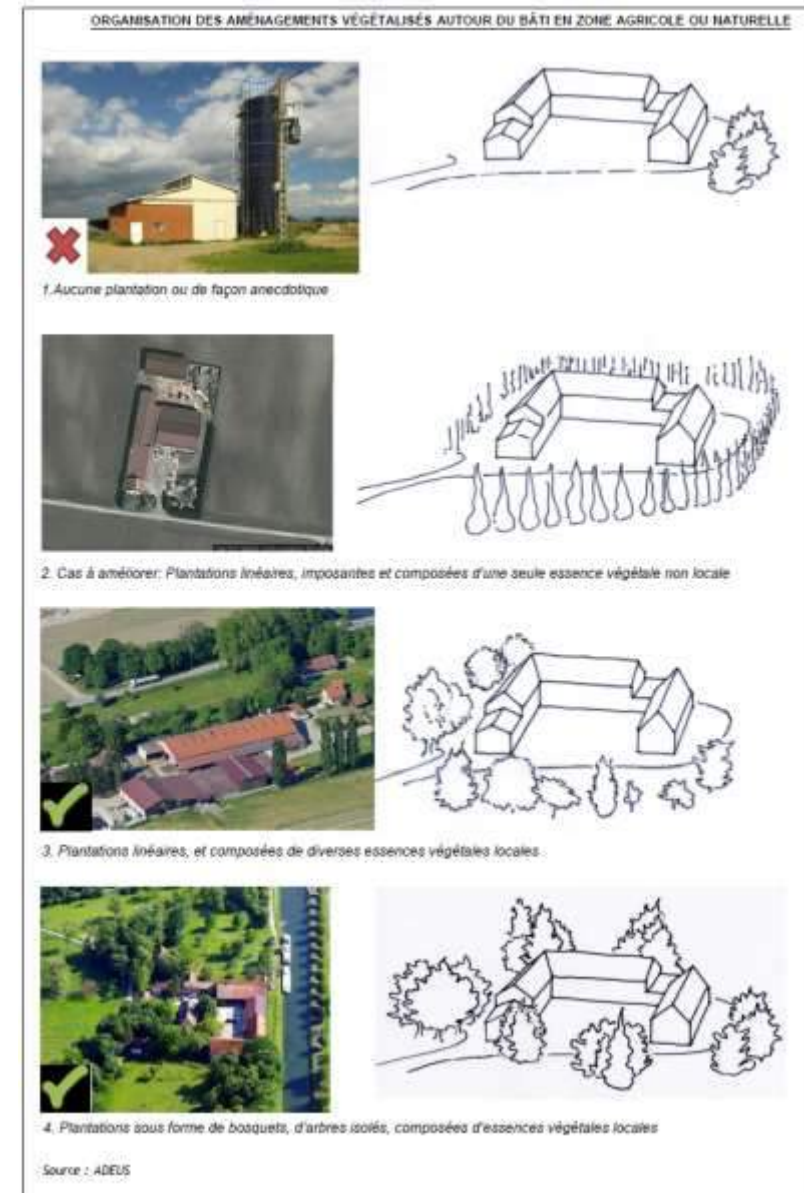 ORGANISATION DES AMÉNAGEMENTS VÉGÉTALISÉS AUTOUR DU BÂTI EN ZONE AGRICOLE OU NATURELLE
1.Aucune plantation ou de façon anecdotique
2. Cas à améliorer: Plantations linéaires, imposantes et composées d'une seule essence végétale non locale
3. Plantations linéaires, et composées de diverses essences végétales locales
4. Plantations sous forme de bosquets, d'arbres isolés, composées d'essences végétales locales
Source : ADEUS